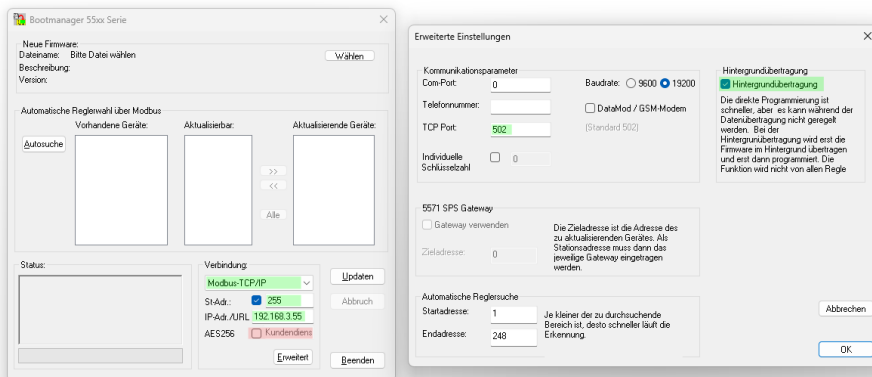 Bootmanager 55xx Serie
Neue Firmware:
Dateiname: Bitte Datei wählen
Wählen
Beschreibung:
Version:
Automatische Reglerwahl über Modbus
Vorhandene Geräte:
Aktualisierbar:
Aktualisierende Geräte:
Autosuche
>>
<<
Alle
Status:
Verbindung:
Modbus-TCP/IP
St-Adr.: 255
IP-Adr./URL 192.168.3.55
AES256 Kundendiens
Erweitert
Updaten
Abbruch
Beenden
Erweiterte Einstellungen
Kommunikationsparameter
Com-Port: 0
Baudrate: 9600 19200
Telefonnummer:
DataMod / GSM-Modem
TCP Port: 502
(Standard 502)
Individuelle
Schlüsselzahl
0
Hintergrundübertragung
Hintergrundübertragung
Die direkte Programmierung ist
schneller, aber es kann während der
Datenübertragung nicht geregelt
werden. Bei der
Hintergrunübertragung wird erst die
Firmware im Hintergrund übertragen
und erst dann programmiert. Die
Funktion wird nicht von allen Regle
5571 SPS Gateway
Gateway verwenden
Zieladresse: 0
Die Zieladresse ist die Adresse des
zu aktualisierenden Gerätes. Als
Stationsadresse muss dann das
jeweilige Gateway eingetragen
werden.
Automatische Reglersuche
Startadresse: 1
Endadresse: 248
Je kleiner der zu durchsuchende
Bereich ist, desto schneller läuft die
Erkennung.
Abbrechen
OK